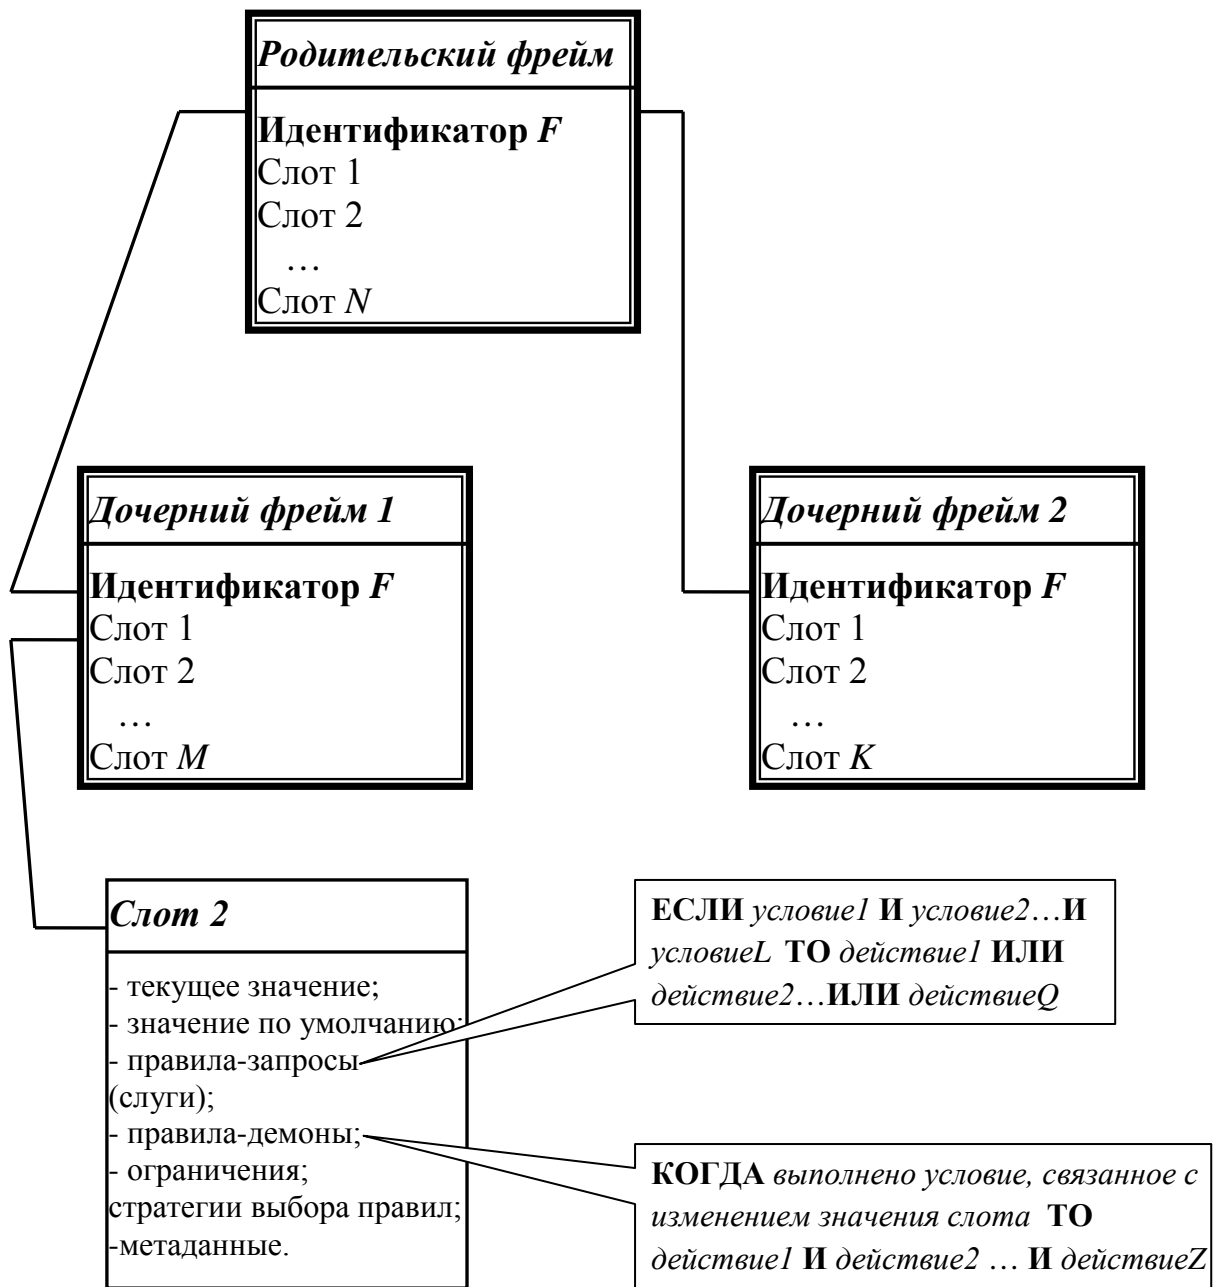 Родительский фрейм
Идентификатор F
Слот 1
Слот 2
…
Слот N
Дочерний фрейм 1
Идентификатор F
Слот 1
Слот 2
…
Слот M
Дочерний фрейм 2
Идентификатор F
Слот 1
Слот 2
…
Слот K
Слот 2
- текущее значение;
- значение по умолчанию;
- правила-запросы
(слуги);
- правила-демоны;
- ограничения;
стратегии выбора правил;
-метаданные.
ЕСЛИ условие1 И условие2…И
условиеL ТО действие1 ИЛИ
действие2…ИЛИ действиеQ
КОГДА выполнено условие, связанное с
изменением значения слота ТО
действие1 И действие2 … И действиеZ